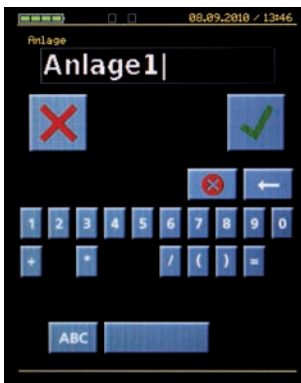 08.09.2010 / 13:46
Anlage
Anlage1
1 2 3 4 5 6 7 8 9 0
+ * / ( ) =
ABC